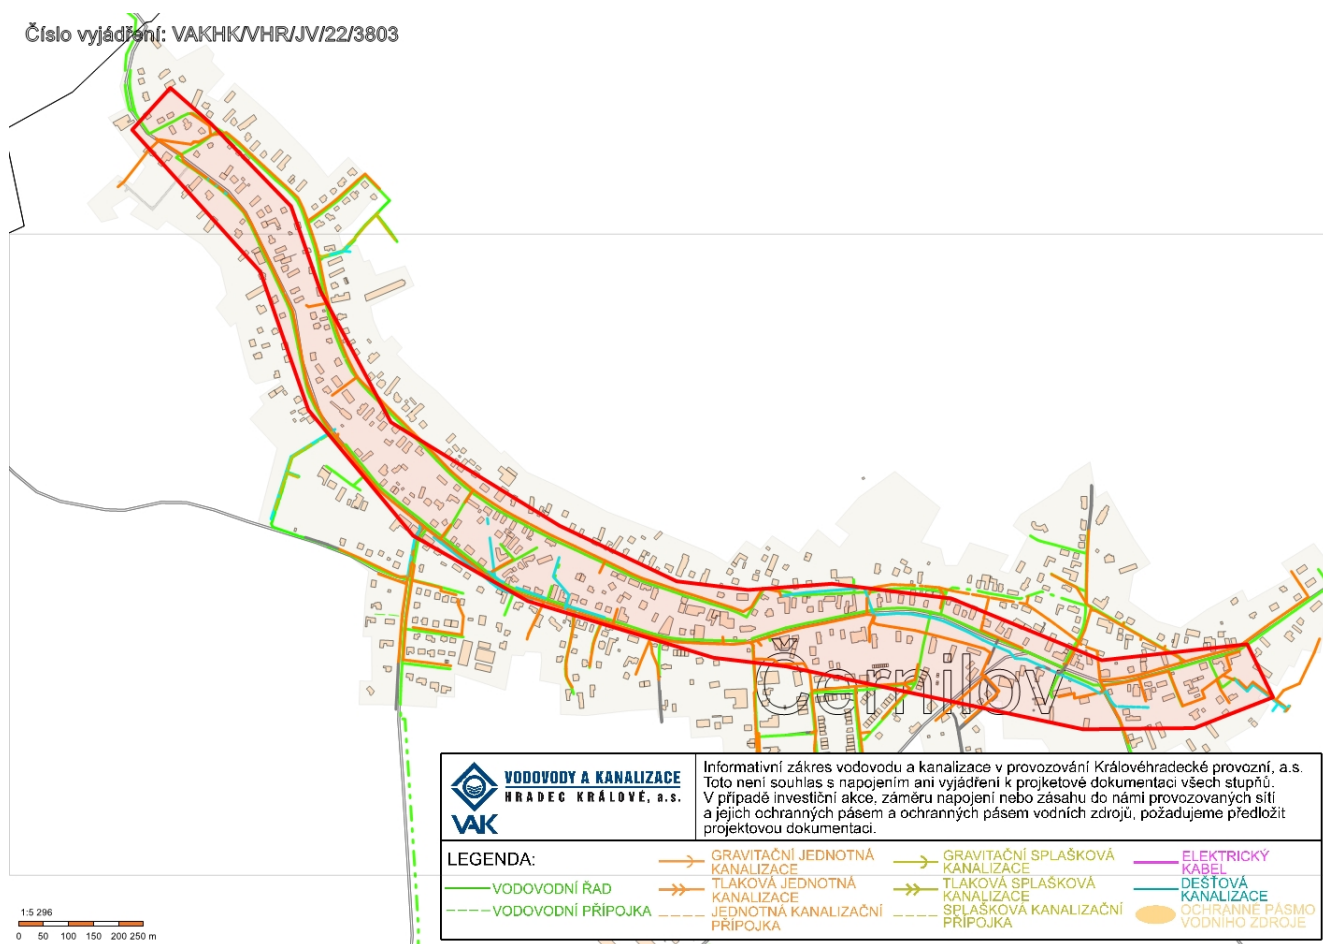 Číslo vyjádření: VAKHK/VHR/JV/22/3803
Černilov
VODOVODY A KANALIZACE
HRADEC KRÁLOVÉ, a.s.
VAK
Informativní zákres vodovodu a kanalizace v provozování Královéhradecké provozní, a.s.
Toto není souhlas s napojením ani vyjádření k projketové dokumentaci všech stupňů.
V případě investiční akce, záměru napojení nebo zásahu do námi provozovaných sítí
a jejich ochranných pásem a ochranných pásem vodních zdrojů, požadujeme předložit
projektovou dokumentaci.
LEGENDA:
VODOVODNÍ ŘAD
VODOVODNÍ PŘÍPOJKA
GRAVITAČNÍ JEDNOTNÁ
KANALIZACE
TLAKOVÁ JEDNOTNÁ
KANALIZACE
JEDNOTNÁ KANALIZAČNÍ
PŘÍPOJKA
GRAVITAČNÍ SPLAŠKOVÁ
KANALIZACE
TLAKOVÁ SPLAŠKOVÁ
KANALIZACE
SPLAŠKOVÁ KANALIZAČNÍ
PŘÍPOJKA
ELEKTRICKÝ
KABEL
DEŠŤOVÁ
KANALIZACE
OCHRANNÉ PÁSMO
VODNÍHO ZDROJE
1:5 296
0 50 100 150 200 250 m